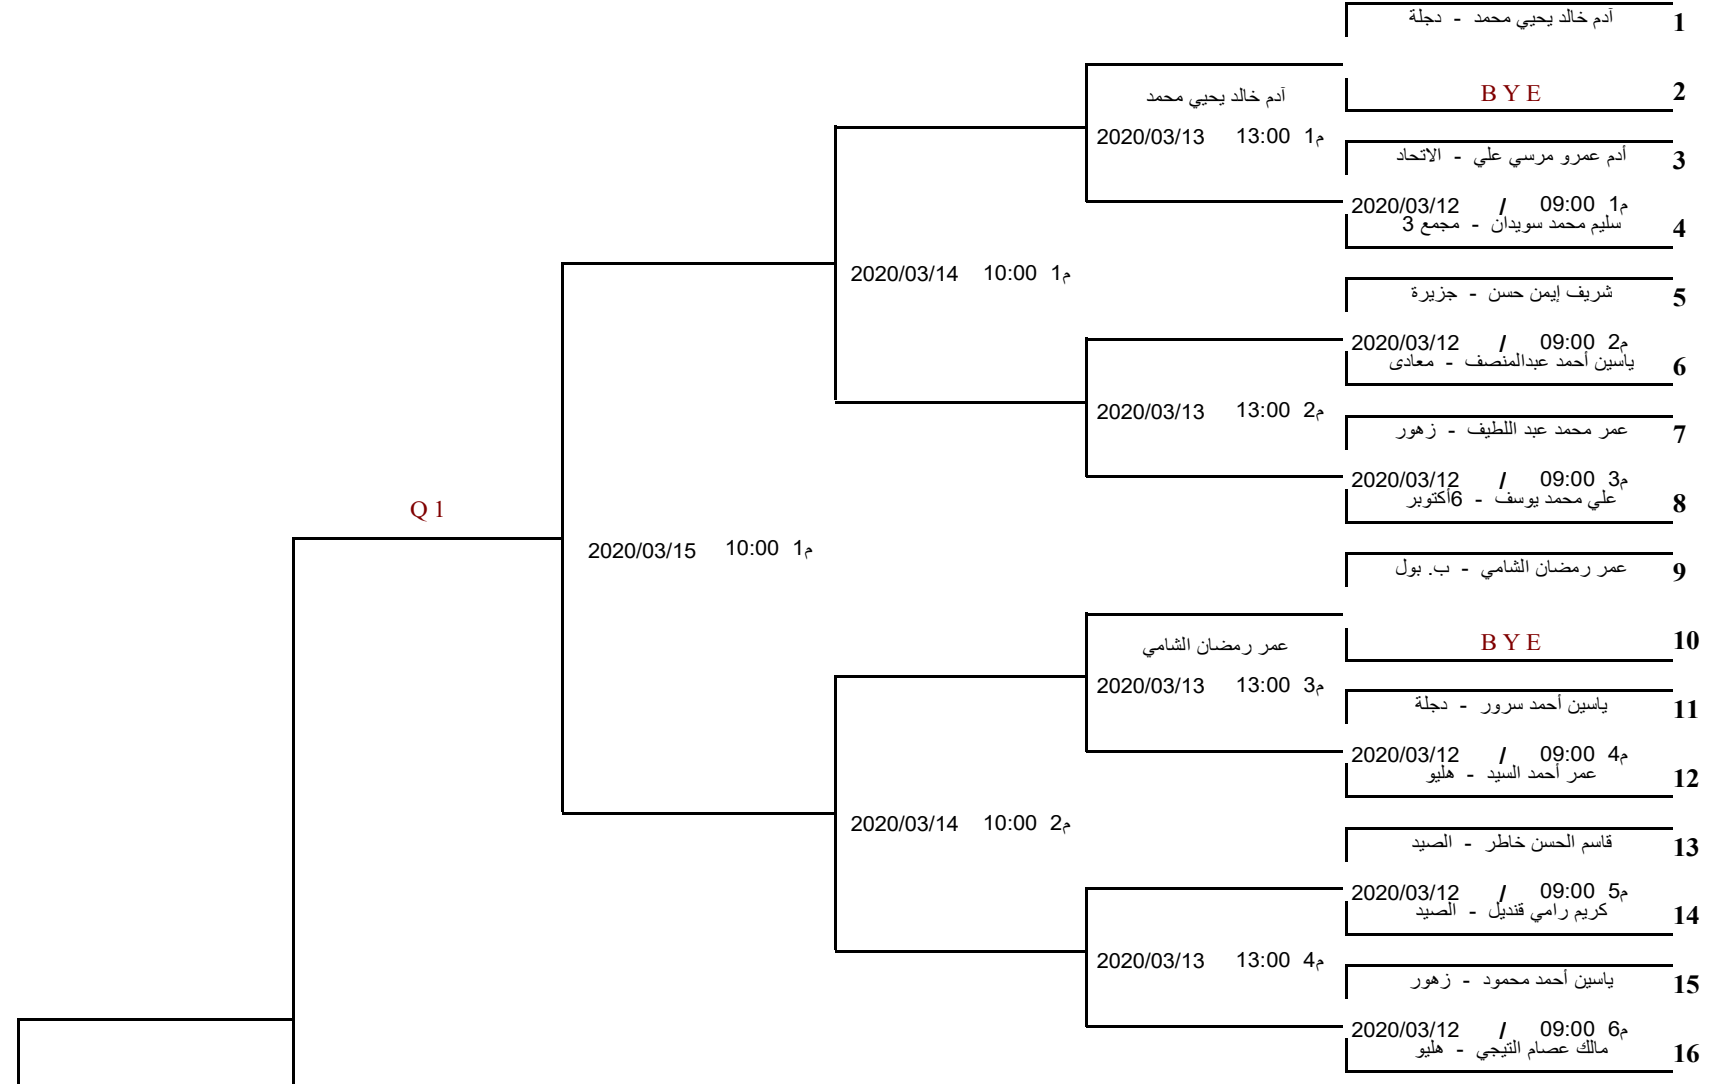 آدم خالد يحيي محمد - دجلة 1
B Y E 2
آدم خالد يحيي محمد
2020/03/13 13:00 م1
أدم عمرو مرسي علي - الاتحاد 3
2020/03/12 / 09:00 م1
سليم محمد سويدان - مجمع 3 4
2020/03/14 10:00 م1
شريف إيمن حسن - جزيرة 5
2020/03/12 / 09:00 م2
ياسين أحمد عبدالمنصف - معادى 6
2020/03/13 13:00 م2
عمر محمد عبد اللطيف - زهور 7
2020/03/12 / 09:00 م3
علي محمد يوسف - 6أكتوبر 8
Q 1
2020/03/15 10:00 م1
عمر رمضان الشامي - ب. بول 9
B Y E 10
عمر رمضان الشامي
2020/03/13 13:00 م3
ياسين أحمد سرور - دجلة 11
2020/03/12 / 09:00 م4
عمر أحمد السيد - هليو 12
2020/03/14 10:00 م2
قاسم الحسن خاطر - الصيد 13
2020/03/12 / 09:00 م5
كريم رامي قنديل - الصيد 14
2020/03/13 13:00 م4
ياسين أحمد محمود - زهور 15
2020/03/12 / 09:00 م6
مالك عصام التيجي - هليو 16